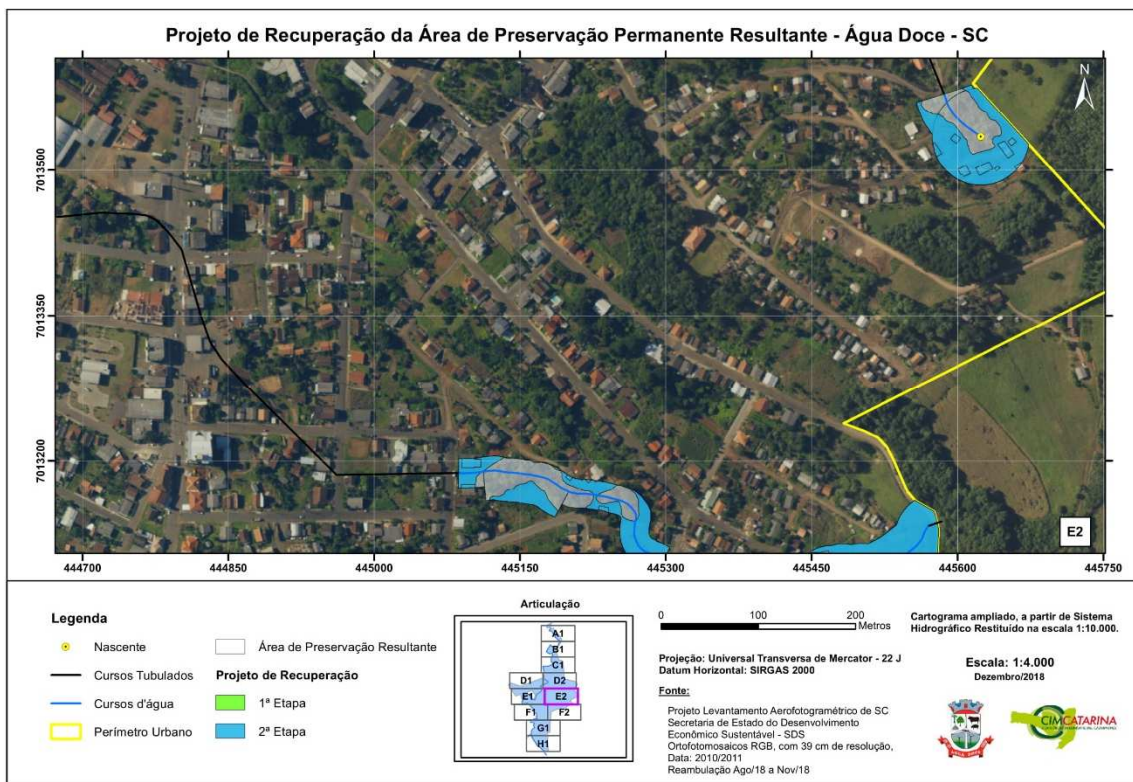 Projeto de Recuperação da Área de Preservação Permanente Resultante - Água Doce - SC
N
7013500
7013350
7013200
E2
444700
444850
445000
445150
445300
445450
445600
445750
Legenda
Nascente
Cursos Tubulados
Cursos d'água
Perímetro Urbano
Área de Preservação Resultante
Projeto de Recuperação
1ª Etapa
2ª Etapa
Articulação
A1
B1
C1
D1
D2
E1
E2
F1
F2
G1
H1
0
100
200
Metros
Projeção: Universal Transversa de Mercator - 22 J
Datum Horizontal: SIRGAS 2000
Fonte:
Projeto Levantamento Aerofotogramétrico de SC
Secretaria de Estado do Desenvolvimento
Econômico Sustentável - SDS
Ortofotomosaicos RGB, com 39 cm de resolução,
Data: 2010/2011
Reambulação Ago/18 a Nov/18
Cartograma ampliado, a partir de Sistema
Hidrográfico Restituído na escala 1:10.000.
Escala: 1:4.000
Dezembro/2018
CIMCATARINA